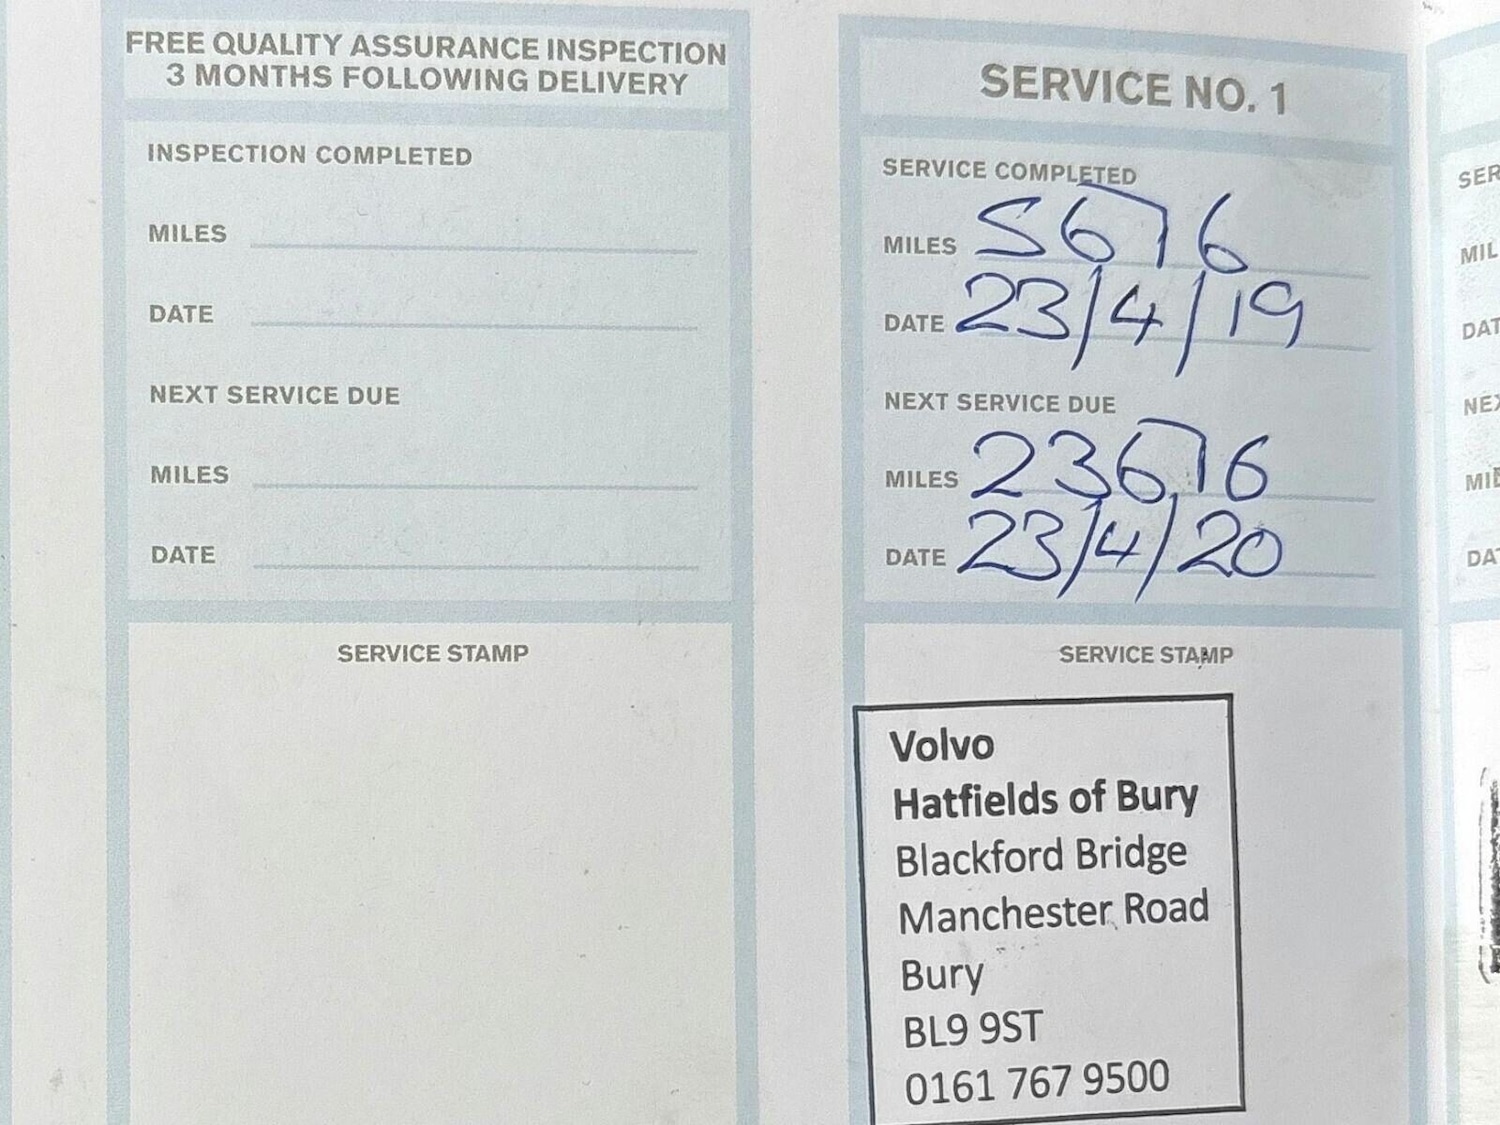 FREE QUALITY ASSURANCE INSPECTION
3 MONTHS FOLLOWING DELIVERY
INSPECTION COMPLETED
MILES
DATE
NEXT SERVICE DUE
MILES
DATE
SERVICE STAMP
SERVICE NO. 1
SERVICE COMPLETED
MILES 5676
DATE 23/4/19
NEXT SERVICE DUE
MILES 23676
DATE 23/4/20
SERVICE STAMP
Volvo
Hatfields of Bury
Blackford Bridge
Manchester Road
Bury
BL9 9ST
0161 767 9500